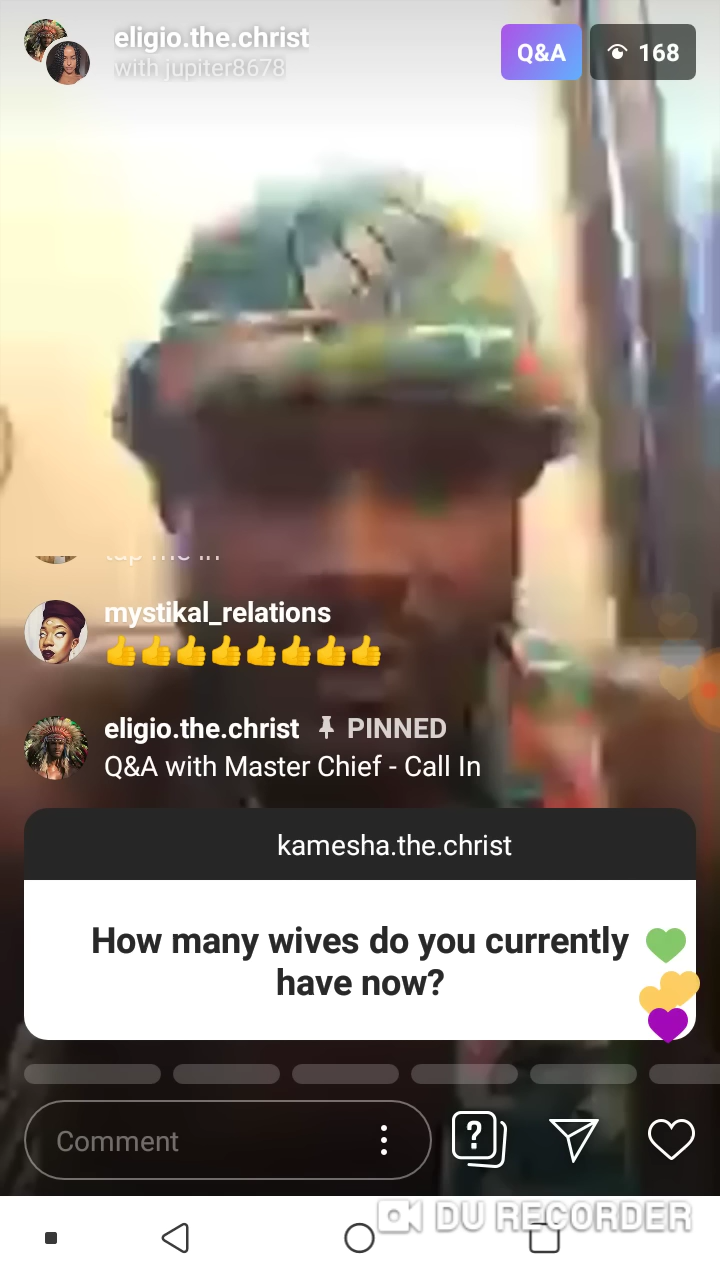 eligio.the.christ
with jupiter8678
Q&A
168
mystikal_relations
👍👍👍👍👍👍👍👍
eligio.the.christ PINNED
Q&A with Master Chief - Call In
kamesha.the.christ
How many wives do you currently
have now?
Comment
?
DU RECORDER